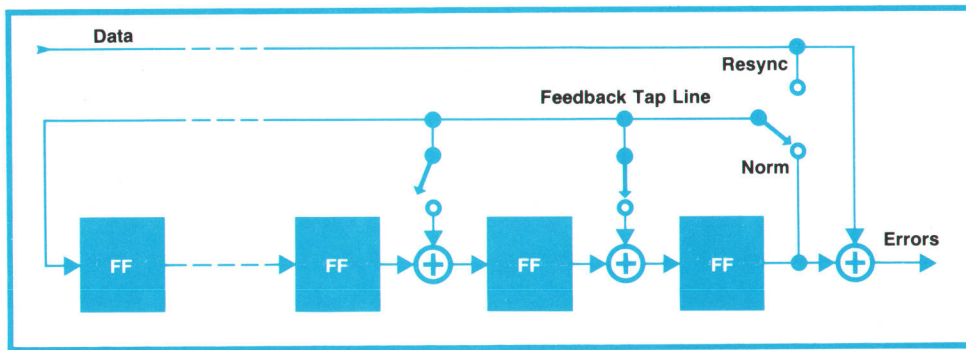 Data
Resync
Feedback Tap Line
Norm
Errors
FF
FF
FF
FF